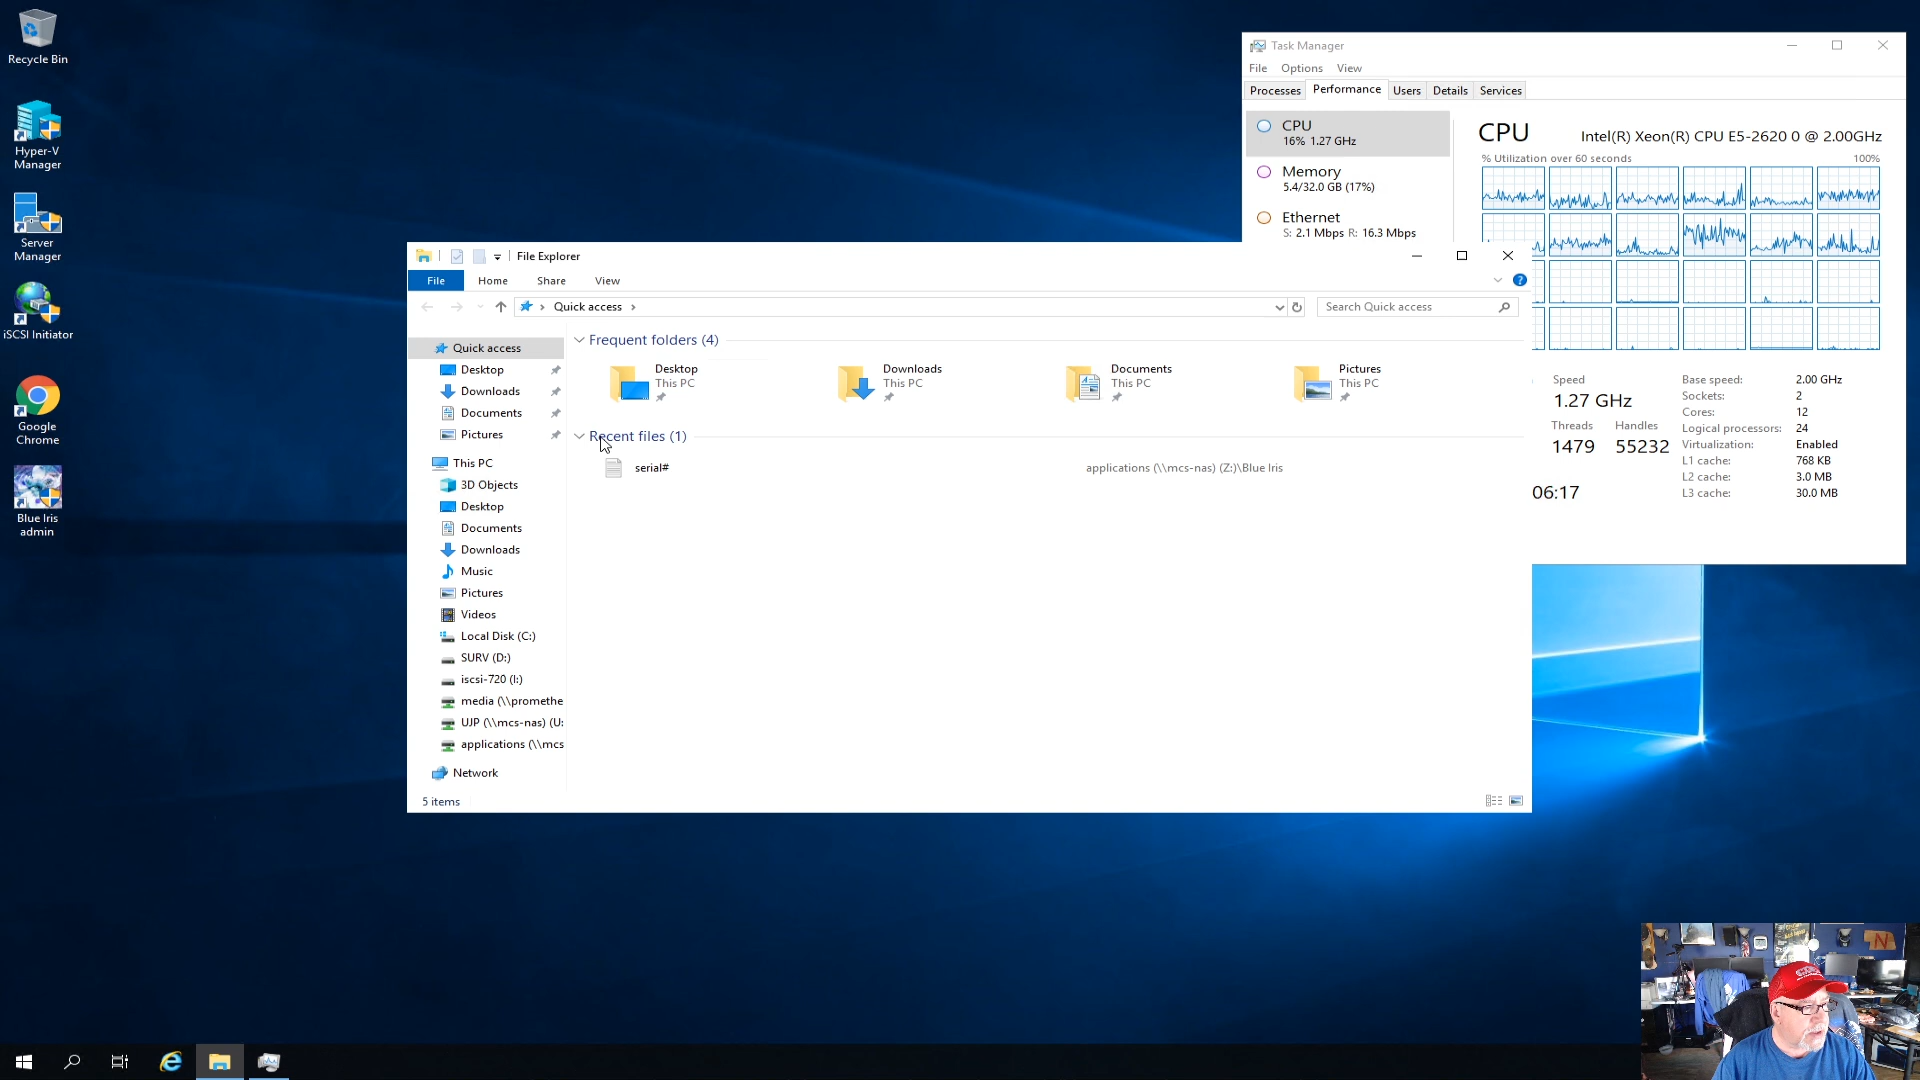 Recycle Bin
Hyper-V
Manager
Server
Manager
iSCSI Initiator
Google
Chrome
Blue Iris
admin
Task Manager
File Options View
Processes Performance Users Details Services
CPU
16% 1.27 GHz
Memory
5.4/32.0 GB (17%)
Ethernet
S: 2.1 Mbps R: 16.3 Mbps
CPU Intel(R) Xeon(R) CPU E5-2620 0 @ 2.00GHz
% Utilization over 60 seconds 100%
Speed
1.27 GHz
Threads Handles
1479 55232
06:17
Base speed: 2.00 GHz
Sockets: 2
Cores: 12
Logical processors: 24
Virtualization: Enabled
L1 cache: 768 KB
L2 cache: 3.0 MB
L3 cache: 30.0 MB
File Explorer
File Home Share View
Quick access
Search Quick access
Quick access
Desktop
Downloads
Documents
Pictures
This PC
3D Objects
Desktop
Documents
Downloads
Music
Pictures
Videos
Local Disk (C:)
SURV (D:)
iscsi-720 (I:)
media (\\promethe
UJP (\\mcs-nas) (U:
applications (\\mcs
Network
Frequent folders (4)
Desktop
This PC
Downloads
This PC
Documents
This PC
Pictures
This PC
Recent files (1)
serial# applications (\\mcs-nas) (Z:)\Blue Iris
5 items
N